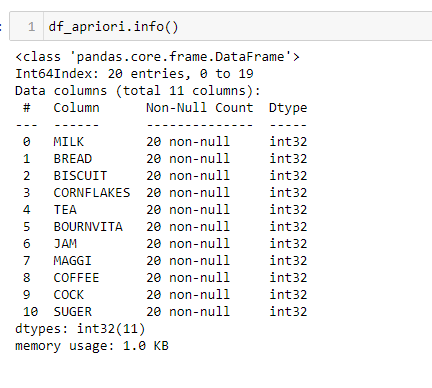 1 df_apriori.info()
<class 'pandas.core.frame.DataFrame'>
Int64Index: 20 entries, 0 to 19
Data columns (total 11 columns):
 #   Column      Non-Null Count  Dtype
---  ------      --------------  -----
 0   MILK        20 non-null     int32
 1   BREAD       20 non-null     int32
 2   BISCUIT     20 non-null     int32
 3   CORNFLAKES  20 non-null     int32
 4   TEA         20 non-null     int32
 5   BOURNVITA   20 non-null     int32
 6   JAM         20 non-null     int32
 7   MAGGI       20 non-null     int32
 8   COFFEE      20 non-null     int32
 9   COCK        20 non-null     int32
 10  SUGER       20 non-null     int32
dtypes: int32(11)
memory usage: 1.0 KB